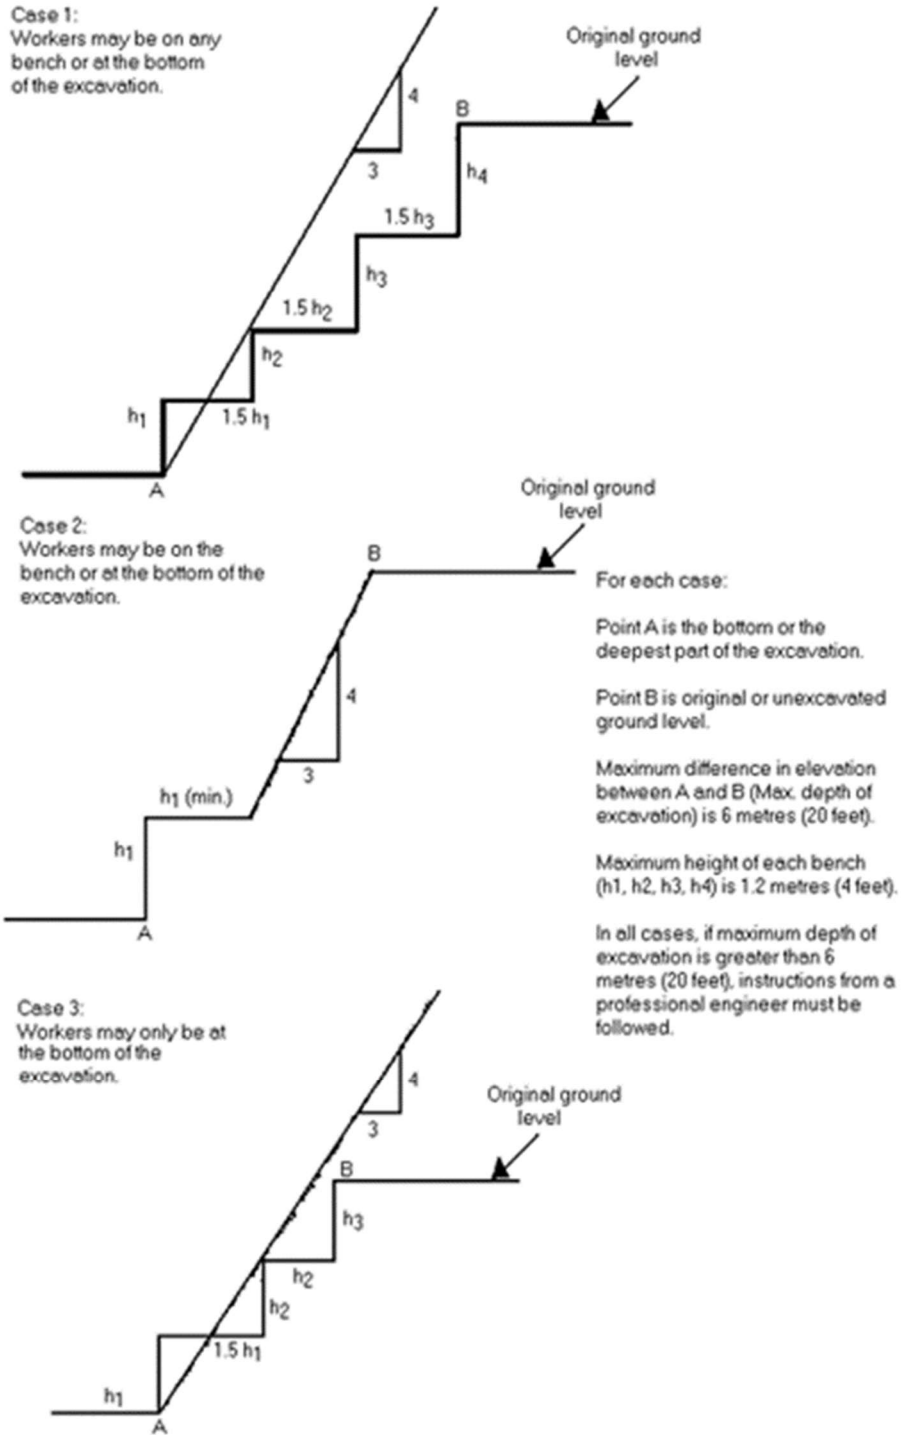 Case 1:
Workers may be on any
bench or at the bottom
of the excavation.
Original ground
level
4
3
B
h4
1.5 h3
h3
1.5 h2
h2
h1
1.5 h1
A
Original ground
level
Case 2:
Workers may be on the
bench or at the bottom of the
excavation.
B
4
3
h1 (min.)
h1
A
For each case:
Point A is the bottom or the
deepest part of the excavation.
Point B is original or unexcavated
ground level.
Maximum difference in elevation
between A and B (Max. depth of
excavation) is 6 metres (20 feet).
Maximum height of each bench
(h1, h2, h3, h4) is 1.2 metres (4 feet).
In all cases, if maximum depth of
excavation is greater than 6
metres (20 feet), instructions from a
professional engineer must be
followed.
Case 3:
Workers may only be at
the bottom of the
excavation.
4
3
Original ground
level
B
h3
h2
h2
1.5 h1
h1
A